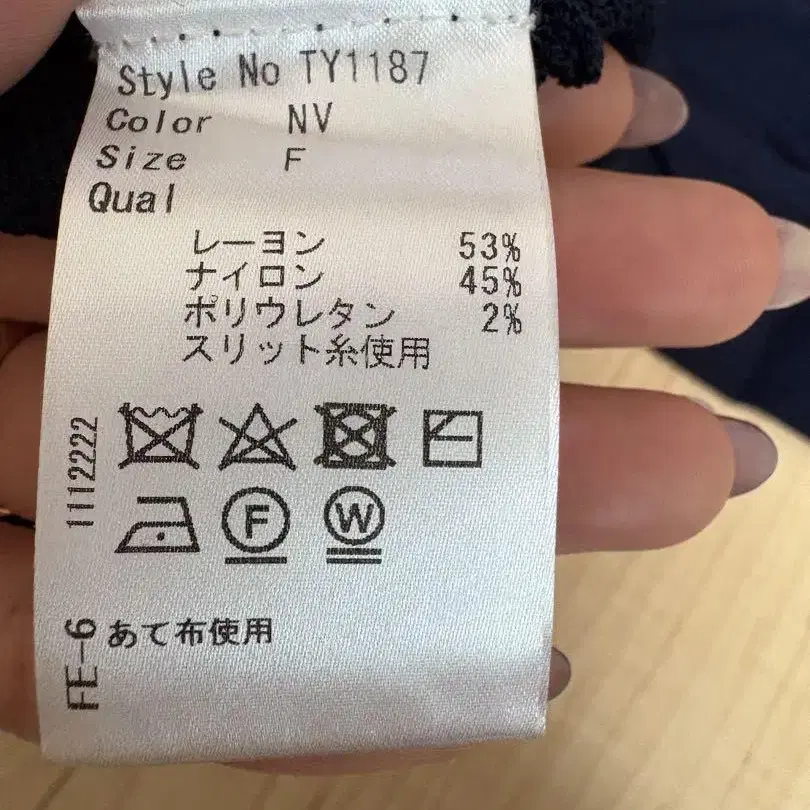 Style No TY1187
Color NV
Size F
Qual
レーヨン 53%
ナイロン 45%
ポリウレタン 2%
スリット糸使用
1112222
F
W
FE-6
あて布使用